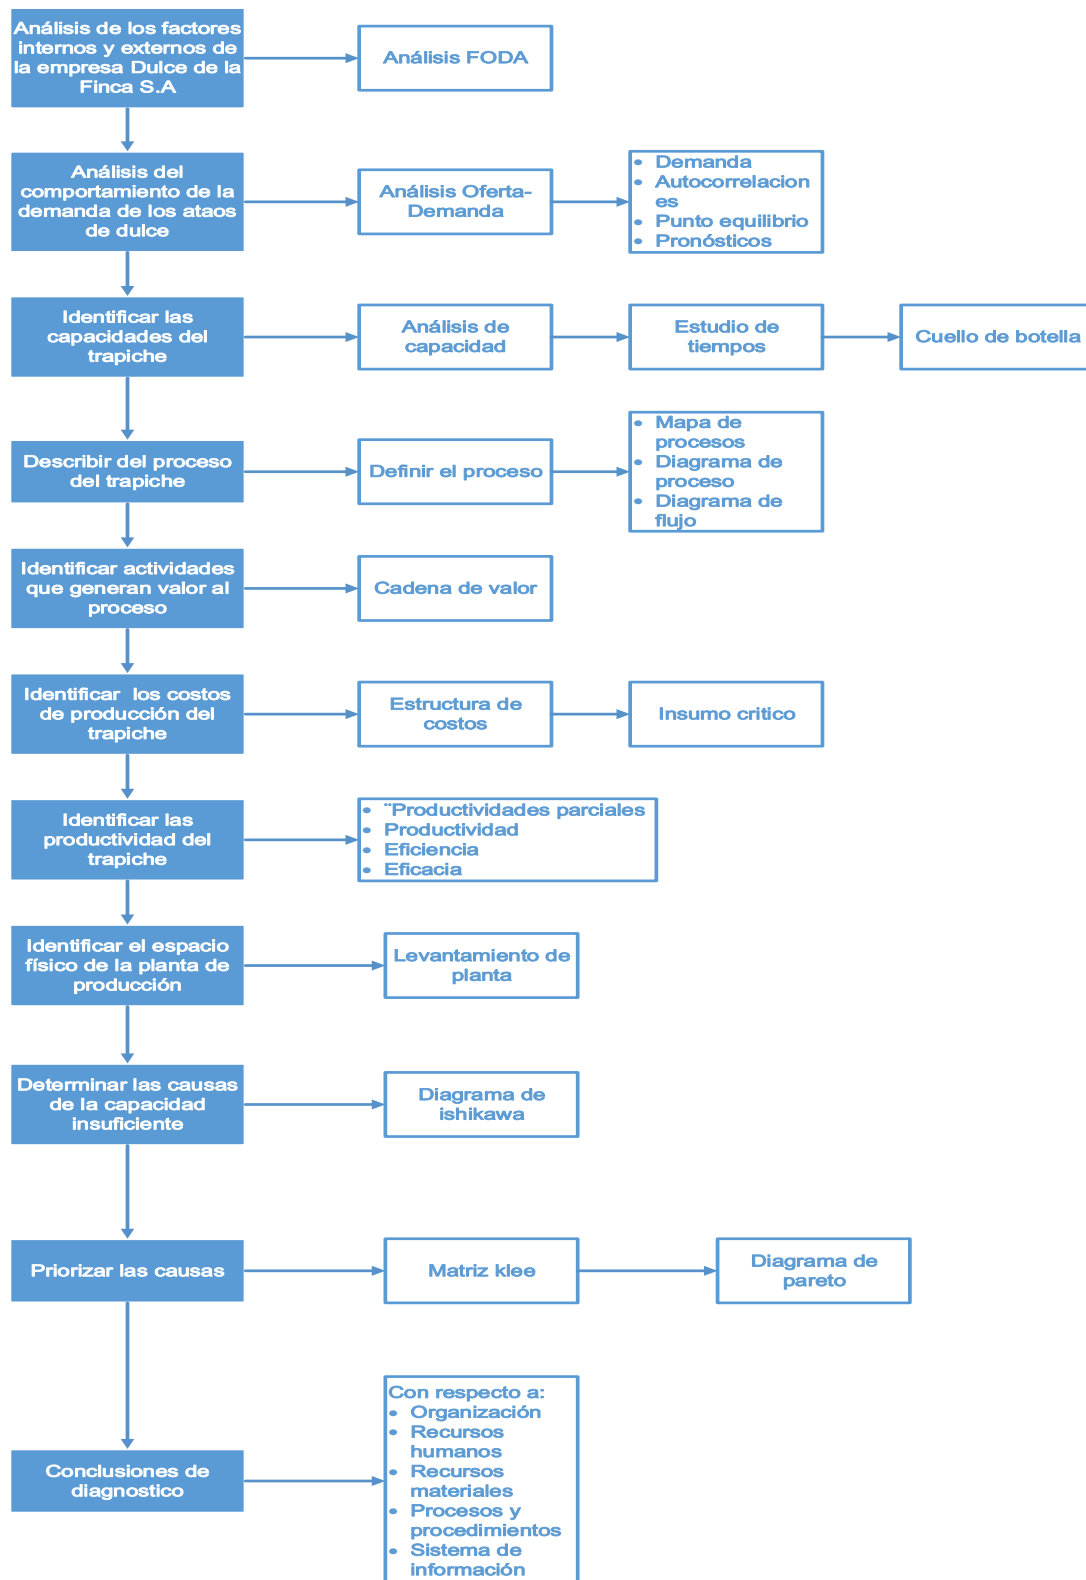 Análisis de los factores
internos y externos de
la empresa Dulce de la
Finca S.A
Análisis FODA
Análisis del
comportamiento de la
demanda de los ataos
de dulce
Análisis Oferta-
Demanda
• Demanda
• Autocorrelacion
es
• Punto equilibrio
• Pronósticos
Identificar las
capacidades del
trapiche
Análisis de
capacidad
Estudio de
tiempos
Cuello de botella
Describir del proceso
del trapiche
Definir el proceso
• Mapa de
procesos
• Diagrama de
proceso
• Diagrama de
flujo
Identificar actividades
que generan valor al
proceso
Cadena de valor
Identificar  los costos
de producción del
trapiche
Estructura de
costos
Insumo critico
Identificar las
productividad del
trapiche
• ¨Productividades parciales
• Productividad
• Eficiencia
• Eficacia
Identificar el espacio
físico de la planta de
producción
Levantamiento de
planta
Determinar las causas
de la capacidad
insuficiente
Diagrama de
ishikawa
Priorizar las causas
Matriz klee
Diagrama de
pareto
Conclusiones de
diagnostico
Con respecto a:
• Organización
• Recursos
humanos
• Recursos
materiales
• Procesos y
procedimientos
• Sistema de
información